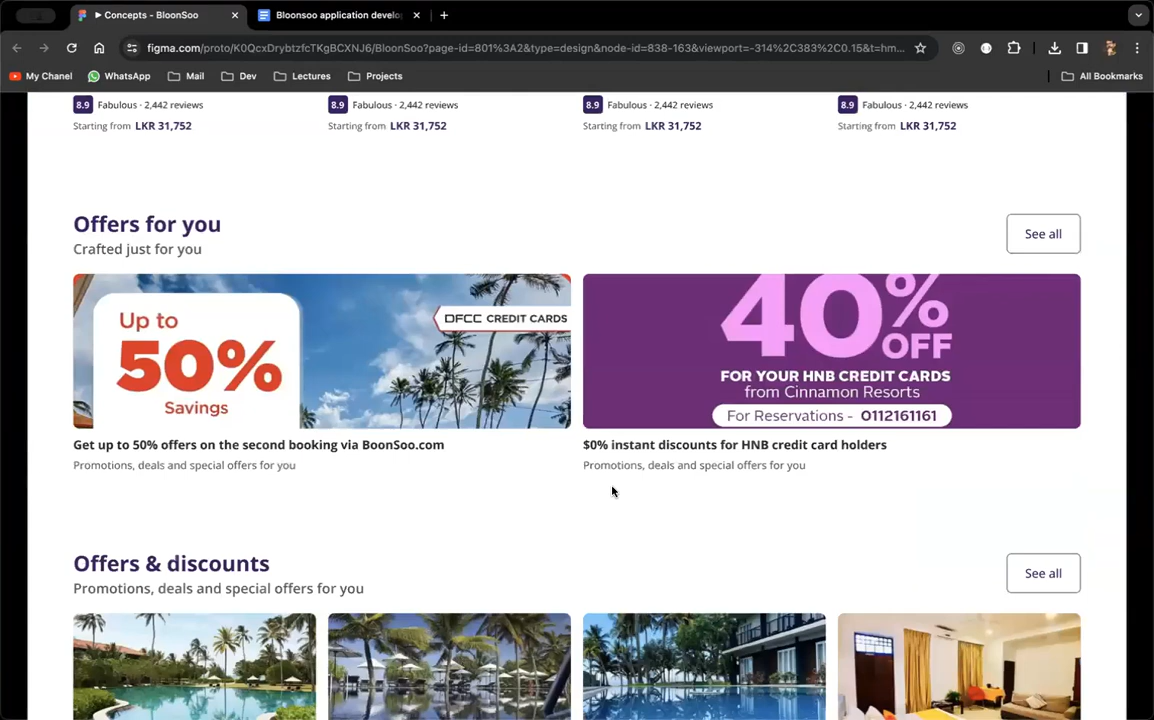 ▶ Concepts - BloonSoo
Bloonsoo application develo
figma.com/proto/K0QcxDrybtzfcTKgBCXNJ6/BloonSoo?page-id=801%3A2&type=design&node-id=838-163&viewport=-314%2C383%2C0.15&t=hm...
My Chanel
WhatsApp
Mail
Dev
Lectures
Projects
All Bookmarks
8.9 Fabulous · 2,442 reviews
Starting from LKR 31,752
8.9 Fabulous · 2,442 reviews
Starting from LKR 31,752
8.9 Fabulous · 2,442 reviews
Starting from LKR 31,752
8.9 Fabulous · 2,442 reviews
Starting from LKR 31,752
Offers for you
Crafted just for you
See all
Up to
50%
Savings
DFCC CREDIT CARDS
40%
OFF
FOR YOUR HNB CREDIT CARDS
from Cinnamon Resorts
For Reservations - 0112161161
Get up to 50% offers on the second booking via BoonSoo.com
Promotions, deals and special offers for you
$0% instant discounts for HNB credit card holders
Promotions, deals and special offers for you
Offers & discounts
Promotions, deals and special offers for you
See all